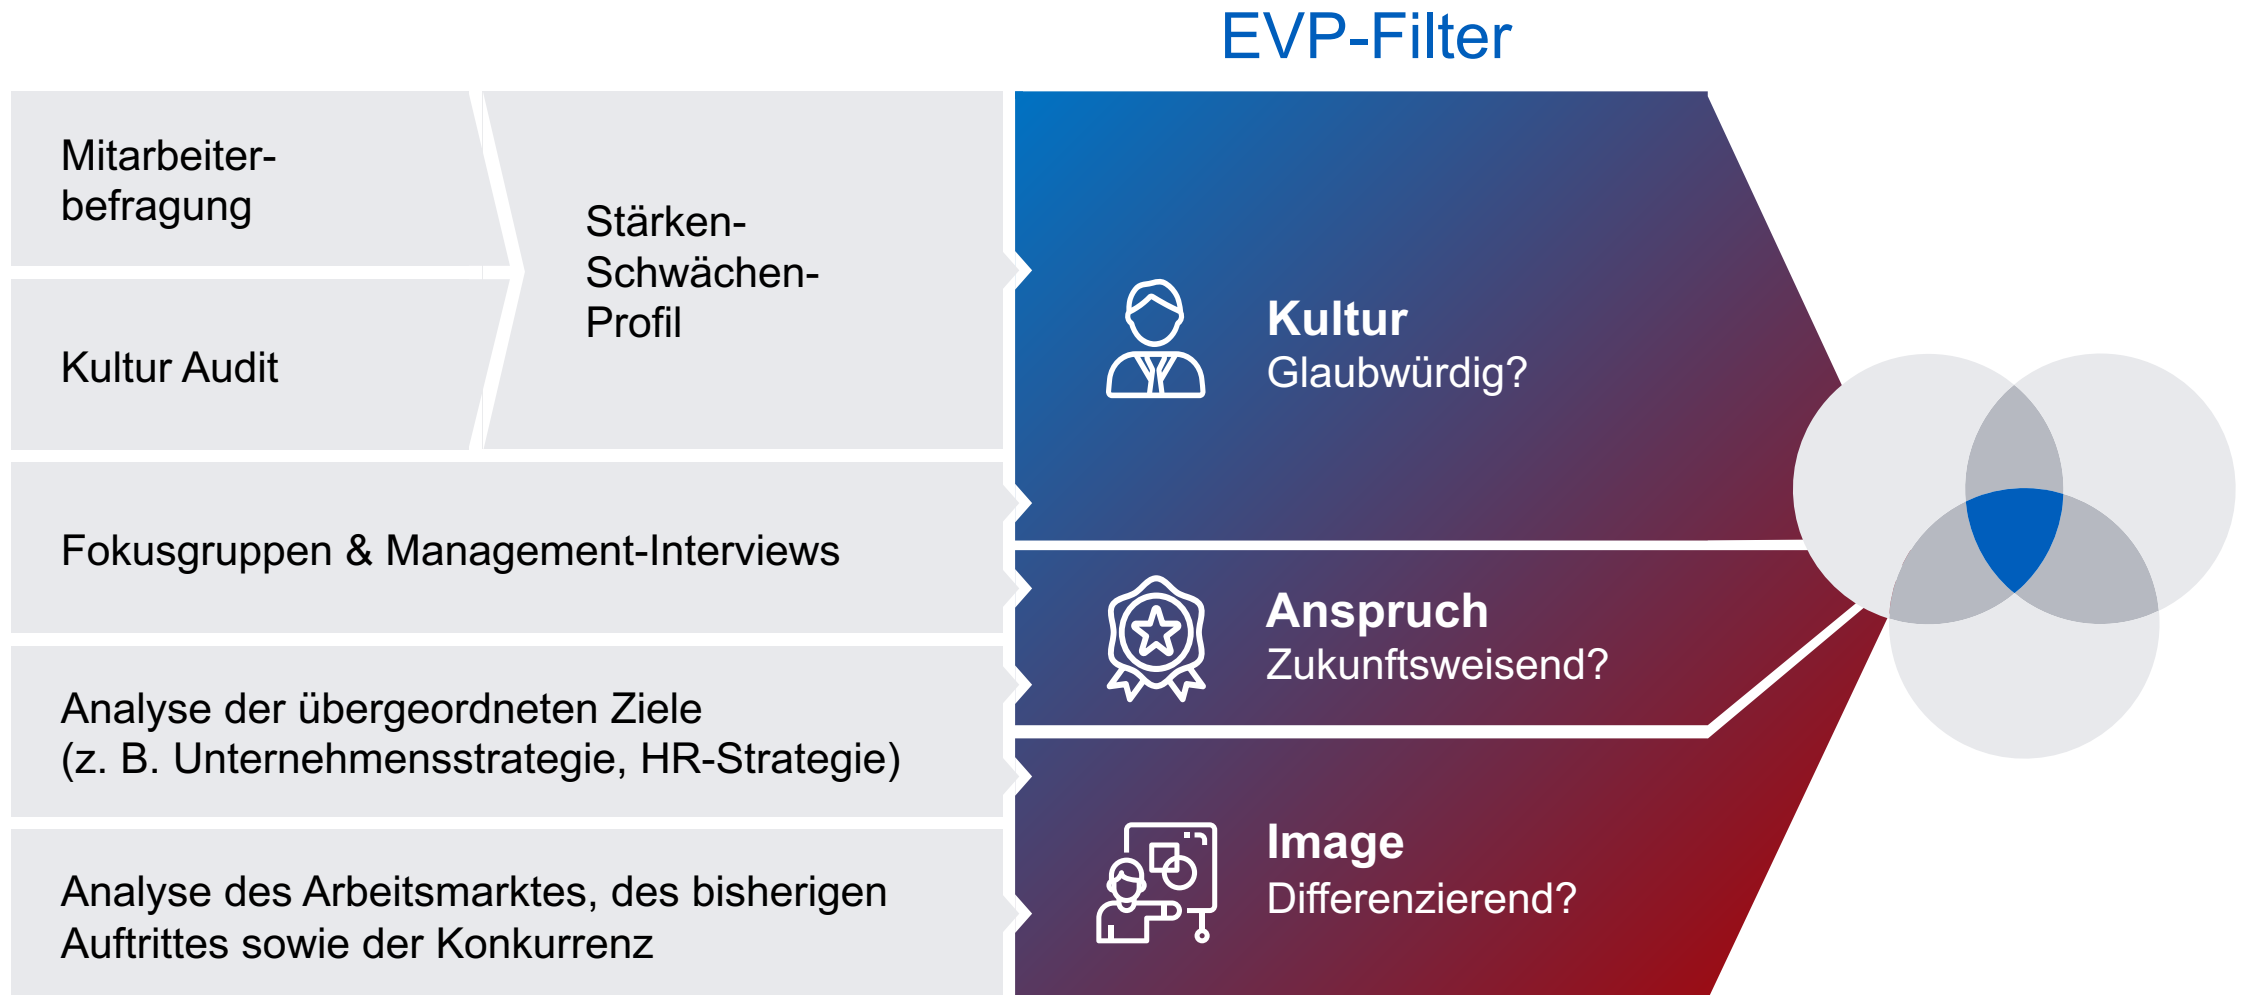 EVP-Filter
Mitarbeiter-
befragung
Kultur Audit
Stärken-
Schwächen-
Profil
Fokusgruppen & Management-Interviews
Analyse der übergeordneten Ziele
(z. B. Unternehmensstrategie, HR-Strategie)
Analyse des Arbeitsmarktes, des bisherigen
Auftrittes sowie der Konkurrenz
Kultur
Glaubwürdig?
Anspruch
Zukunftsweisend?
Image
Differenzierend?